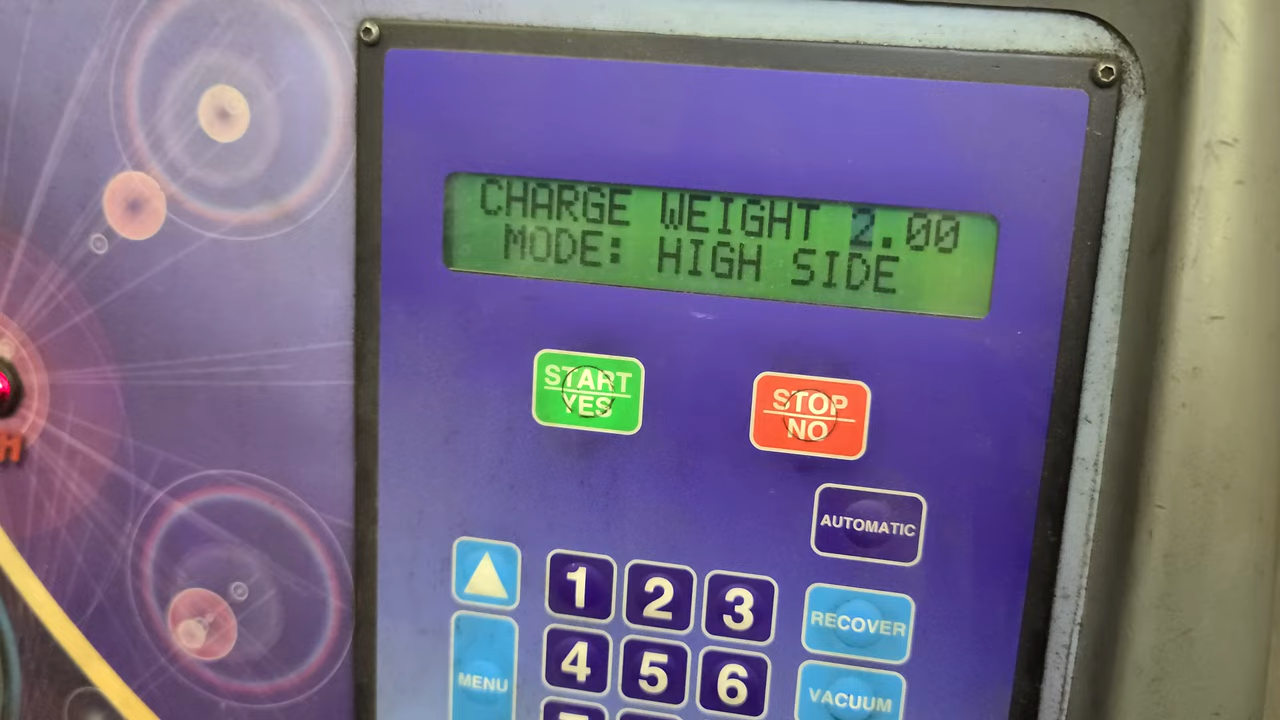 CHARGE WEIGHT 2.00
MODE: HIGH SIDE
START
YES
STOP
NO
AUTOMATIC
1 2 3
RECOVER
4 5 6
MENU
VACUUM
H